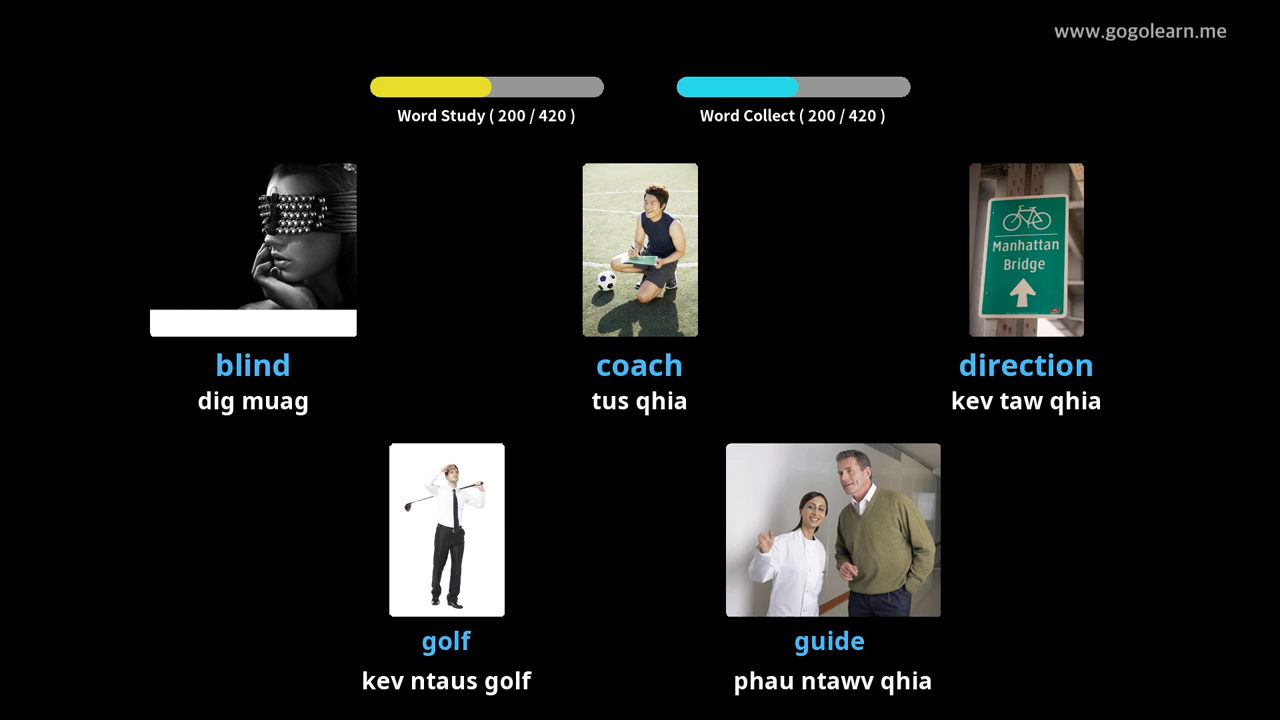 www.gogolearn.me
Word Study ( 200 / 420 )
Word Collect ( 200 / 420 )
Manhattan
Bridge
blind
dig muag
coach
tus qhia
direction
kev taw qhia
golf
kev ntaus golf
guide
phau ntawv qhia